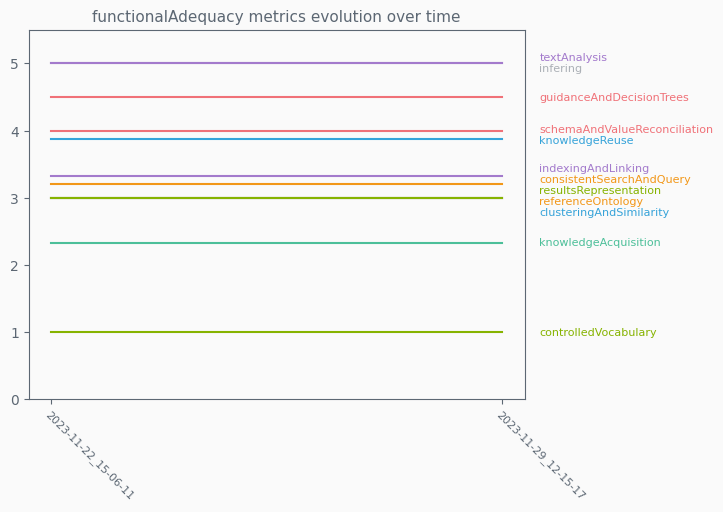 functionalAdequacy metrics evolution over time
5
4
3
2
1
0
textAnalysis
infering
guidanceAndDecisionTrees
schemaAndValueReconciliation
knowledgeReuse
indexingAndLinking
consistentSearchAndQuery
resultsRepresentation
referenceOntology
clusteringAndSimilarity
knowledgeAcquisition
controlledVocabulary
2023-11-22_15-06-11
2023-11-29_12-15-17